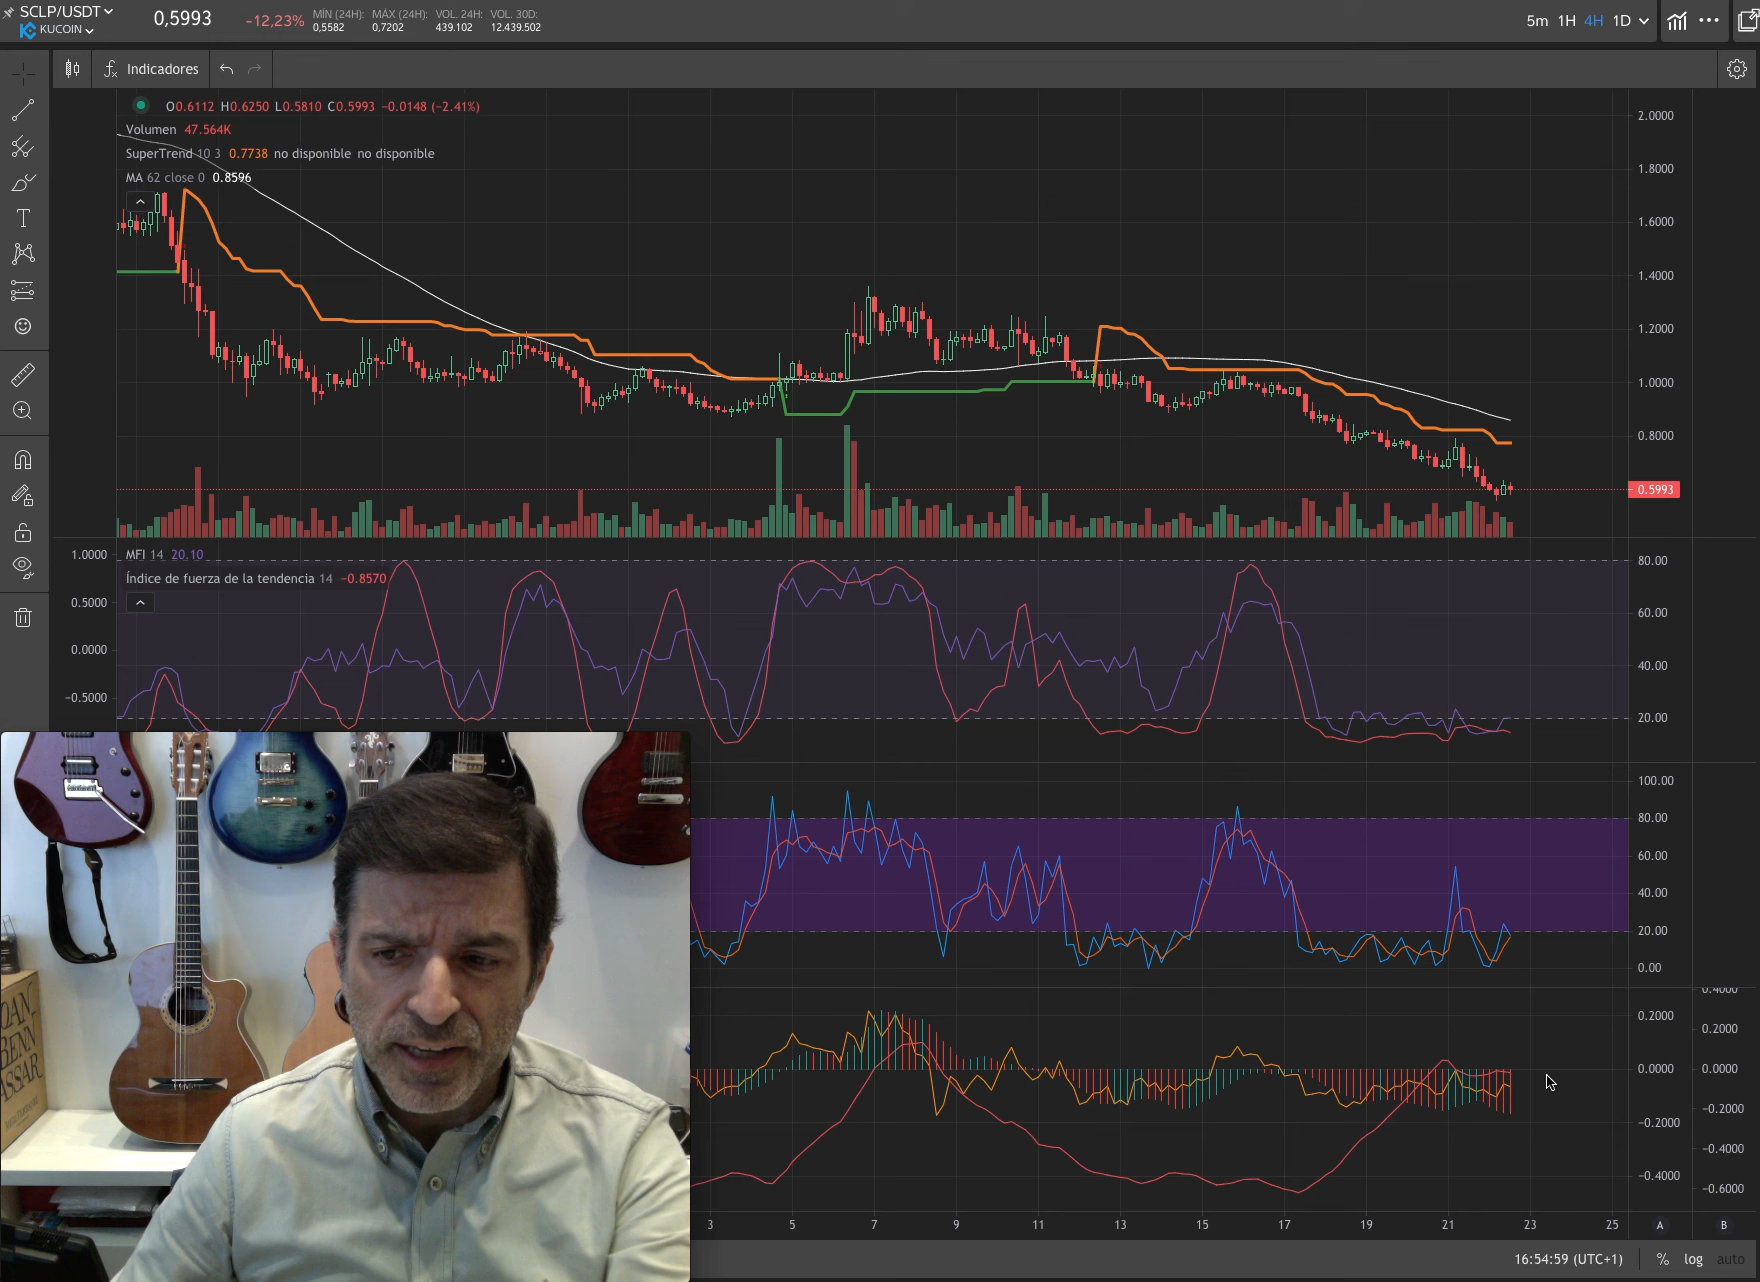 SCLP/USDT
KUCOIN
0,5993
-12,23%
MÍN (24H): MÁX (24H): VOL. 24H: VOL. 30D:
0,5582 0,7202 439.102 12.439.502
5m 1H 4H 1D
Indicadores
O0.6112 H0.6250 L0.5810 C0.5993 −0.0148 (−2.41%)
Volumen 47.564K
SuperTrend 10 3 0.7738 no disponible no disponible
MA 62 close 0 0.8596
2.0000
1.8000
1.6000
1.4000
1.2000
1.0000
0.8000
0.5993
MFI 14 20.10
Índice de fuerza de la tendencia 14 −0.8570
1.0000
0.5000
0.0000
−0.5000
80.00
60.00
40.00
20.00
100.00
80.00
60.00
40.00
20.00
0.00
0.4000
0.2000 0.2000
0.0000 0.0000
−0.2000 −0.2000
−0.4000 −0.4000
−0.6000
3 5 7 9 11 13 15 17 19 21 23 25 A B
16:54:59 (UTC+1) % log auto